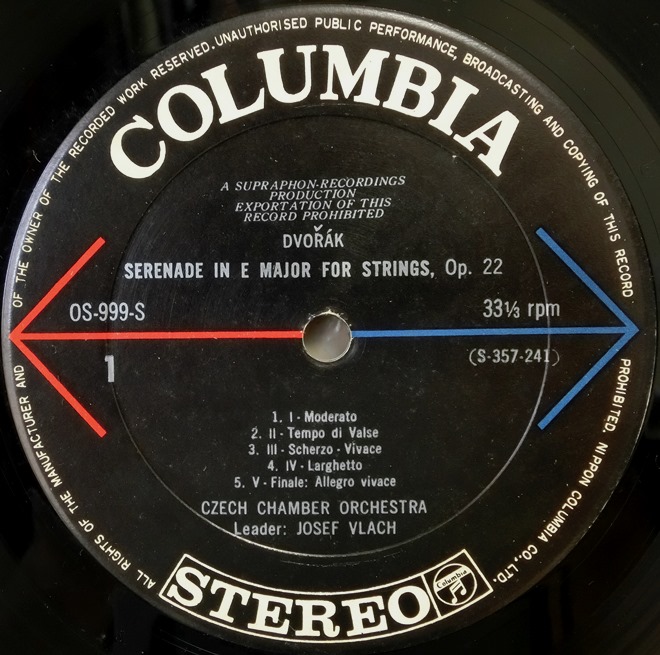 ALL RIGHTS OF THE MANUFACTURER AND OF THE OWNER OF THE RECORDED WORK RESERVED. UNAUTHORISED PUBLIC PERFORMANCE, BROADCASTING AND COPYING OF THIS RECORD PROHIBITED. NIPPON COLUMBIA CO., LTD.
COLUMBIA
A SUPRAPHON-RECORDINGS
PRODUCTION
EXPORTATION OF THIS
RECORD PROHIBITED
DVOŘÁK
SERENADE IN E MAJOR FOR STRINGS, Op. 22
OS-999-S 33⅓ rpm
1 (S-357-241)
1. I - Moderato
2. II - Tempo di Valse
3. III - Scherzo - Vivace
4. IV - Larghetto
5. V - Finale: Allegro vivace
CZECH CHAMBER ORCHESTRA
Leader: JOSEF VLACH
STEREO Columbia